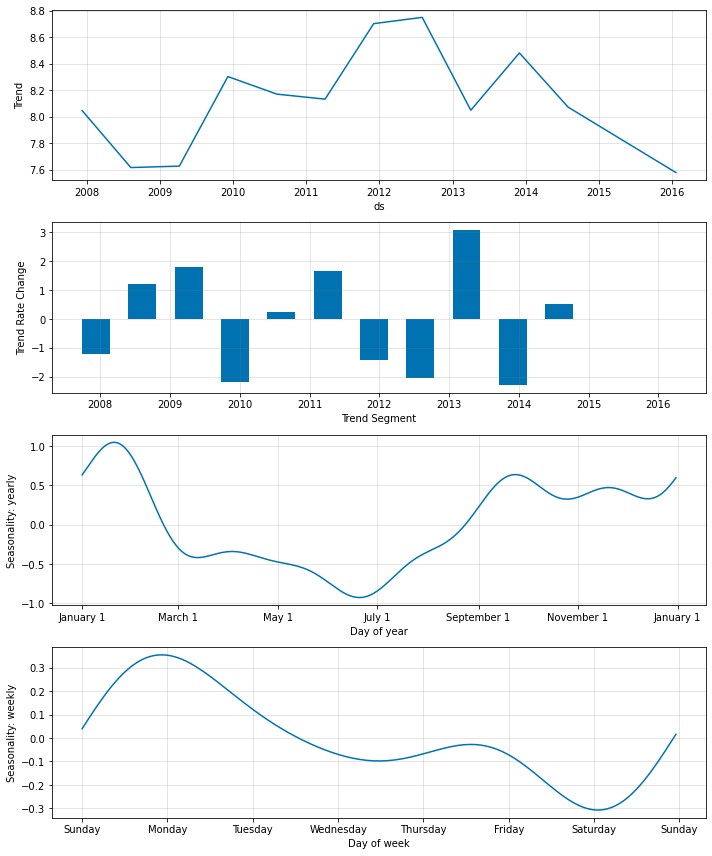 8.8
8.6
8.4
8.2
8.0
7.8
7.6
Trend
2008 2009 2010 2011 2012 2013 2014 2015 2016
ds
3
2
1
0
−1
−2
Trend Rate Change
2008 2009 2010 2011 2012 2013 2014 2015 2016
Trend Segment
1.0
0.5
0.0
−0.5
−1.0
Seasonality: yearly
January 1 March 1 May 1 July 1 September 1 November 1 January 1
Day of year
0.3
0.2
0.1
0.0
−0.1
−0.2
−0.3
Seasonality: weekly
Sunday Monday Tuesday Wednesday Thursday Friday Saturday Sunday
Day of week